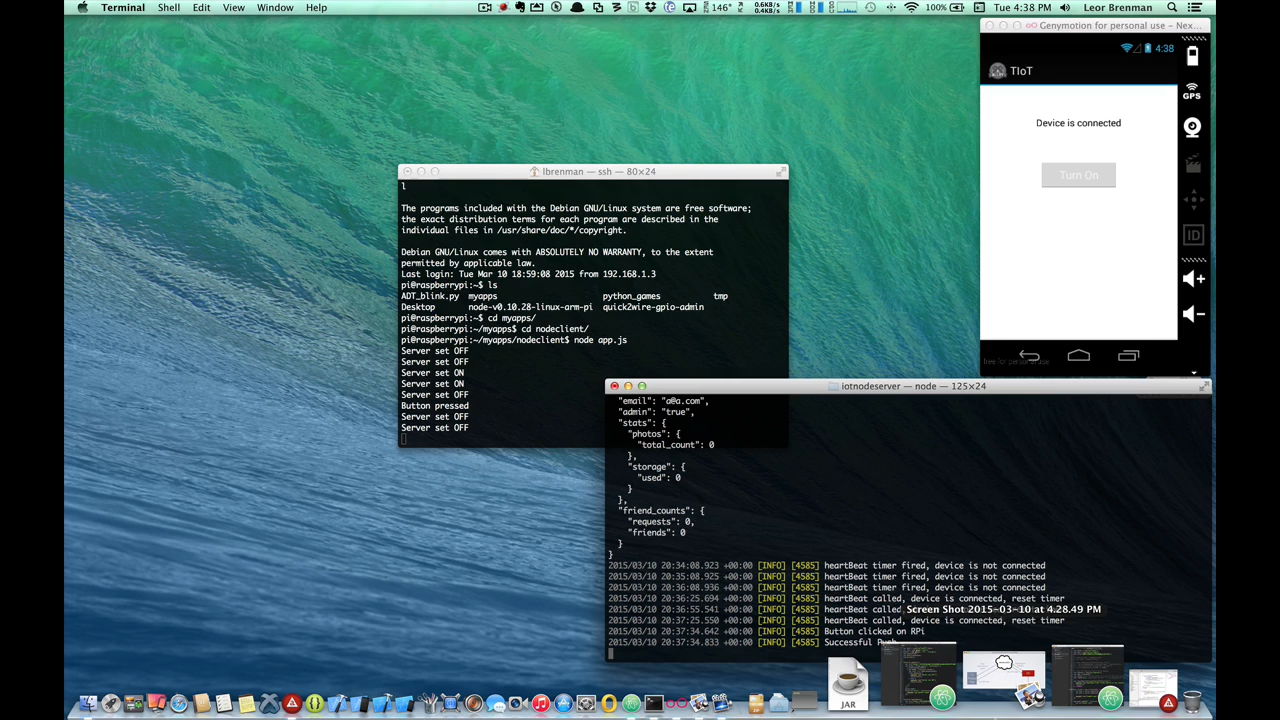 Terminal Shell Edit View Window Help
146° 0.6KB/s 0.4KB/s 100% Tue 4:38 PM Leor Brenman
Genymotion for personal use – Nex...
4:38
TIoT
GPS
Device is connected
Turn On
ID
free for personal use
lbrenman — ssh — 80×24
l
The programs included with the Debian GNU/Linux system are free software;
the exact distribution terms for each program are described in the
individual files in /usr/share/doc/*/copyright.
Debian GNU/Linux comes with ABSOLUTELY NO WARRANTY, to the extent
permitted by applicable law.
Last login: Tue Mar 10 18:59:08 2015 from 192.168.1.3
pi@raspberrypi:~$ ls
ADT_blink.py myapps python_games tmp
Desktop node-v0.10.28-linux-arm-pi quick2wire-gpio-admin
pi@raspberrypi:~$ cd myapps/
pi@raspberrypi:~/myapps$ cd nodeclient/
pi@raspberrypi:~/myapps/nodeclient$ node app.js
Server set OFF
Server set OFF
Server set ON
Server set ON
Server set OFF
Button pressed
Server set OFF
Server set OFF
iotnodeserver — node — 125×24
"email": "a@a.com",
"admin": "true",
"stats": {
"photos": {
"total_count": 0
},
"storage": {
"used": 0
}
},
"friend_counts": {
"requests": 0,
"friends": 0
}
}
2015/03/10 20:34:08.923 +00:00 [INFO] [4585] heartBeat timer fired, device is not connected
2015/03/10 20:35:08.925 +00:00 [INFO] [4585] heartBeat timer fired, device is not connected
2015/03/10 20:36:08.936 +00:00 [INFO] [4585] heartBeat timer fired, device is not connected
2015/03/10 20:36:25.694 +00:00 [INFO] [4585] heartBeat called, device is connected, reset timer
2015/03/10 20:36:55.541 +00:00 [INFO] [4585] heartBeat called
Screen Shot 2015-03-10 at 4.28.49 PM
2015/03/10 20:37:25.550 +00:00 [INFO] [4585] heartBeat called, device is connected, reset timer
2015/03/10 20:37:34.642 +00:00 [INFO] [4585] Button clicked on RPi
2015/03/10 20:37:34.833 +00:00 [INFO] [4585] Successful Push
JAR